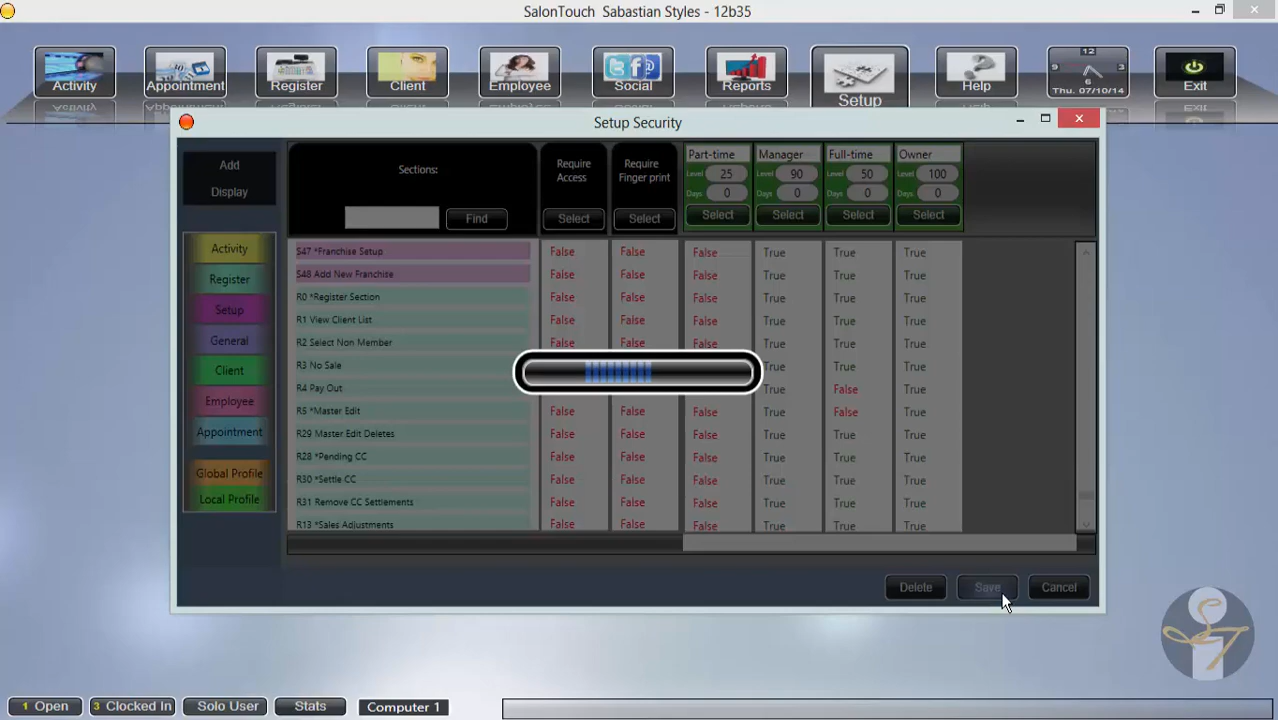 SalonTouch Sabastian Styles - 12b35
Activity
Appointment
Register
Client
Employee
Social
Reports
Setup
Help
12
9
3
6
Thu. 07/10/14
Exit
Setup Security
Add
Display
Sections:
Find
Require Access
Select
Require Finger print
Select
Part-time
Level 25
Days 0
Select
Manager
Level 90
Days 0
Select
Full-time
Level 50
Days 0
Select
Owner
Level 100
Days 0
Select
Activity
Register
Setup
General
Client
Employee
Appointment
Global Profile
Local Profile
S47 *Franchise Setup False False False True True True
S48 Add New Franchise False False False True True True
R0 *Register Section False False False True True True
R1 View Client List False False False True True True
R2 Select Non Member False False False True True True
R3 No Sale True True True
R4 Pay Out True False True
R5 *Master Edit False False False True False True
R29 Master Edit Deletes False False False True True True
R28 *Pending CC False False False True True True
R30 *Settle CC False False False True True True
R31 Remove CC Settlements False False False True True True
R13 *Sales Adjustments False False False True True True
Delete
Save
Cancel
ST
1 Open
3 Clocked In
Solo User
Stats
Computer 1